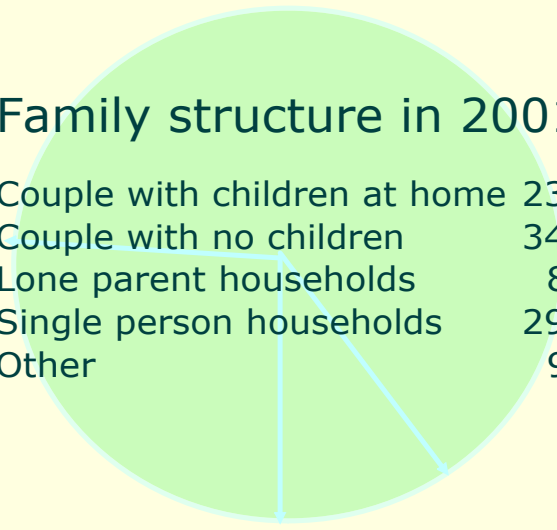 Family structure in 200
Couple with children at home 23
Couple with no children 34
Lone parent households 8
Single person households 29
Other 9